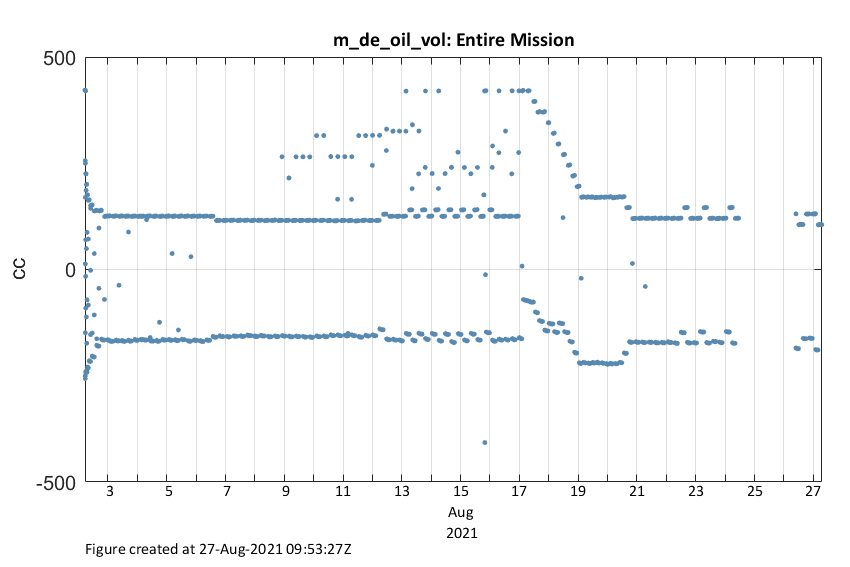 m_de_oil_vol: Entire Mission
500
0
-500
CC
3 5 7 9 11 13 15 17 19 21 23 25 27
Aug
2021
Figure created at 27-Aug-2021 09:53:27Z